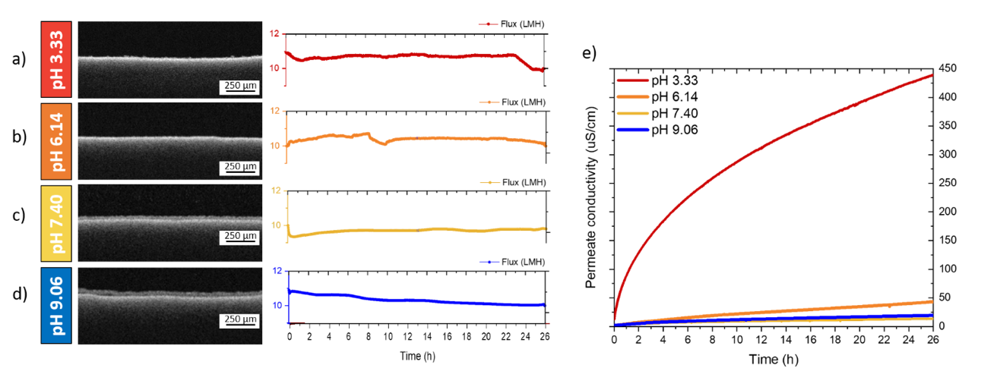 a)
pH 3.33
250 µm
Flux (LMH)
12
10
b)
pH 6.14
250 µm
Flux (LMH)
12
10
c)
pH 7.40
250 µm
Flux (LMH)
12
10
d)
pH 9.06
250 µm
Flux (LMH)
12
10
0 2 4 6 8 10 12 14 16 18 20 22 24 26
Time (h)
e)
pH 3.33
pH 6.14
pH 7.40
pH 9.06
Permeate conductivity (uS/cm)
450
400
350
300
250
200
150
100
50
0
0 2 4 6 8 10 12 14 16 18 20 22 24 26
Time (h)